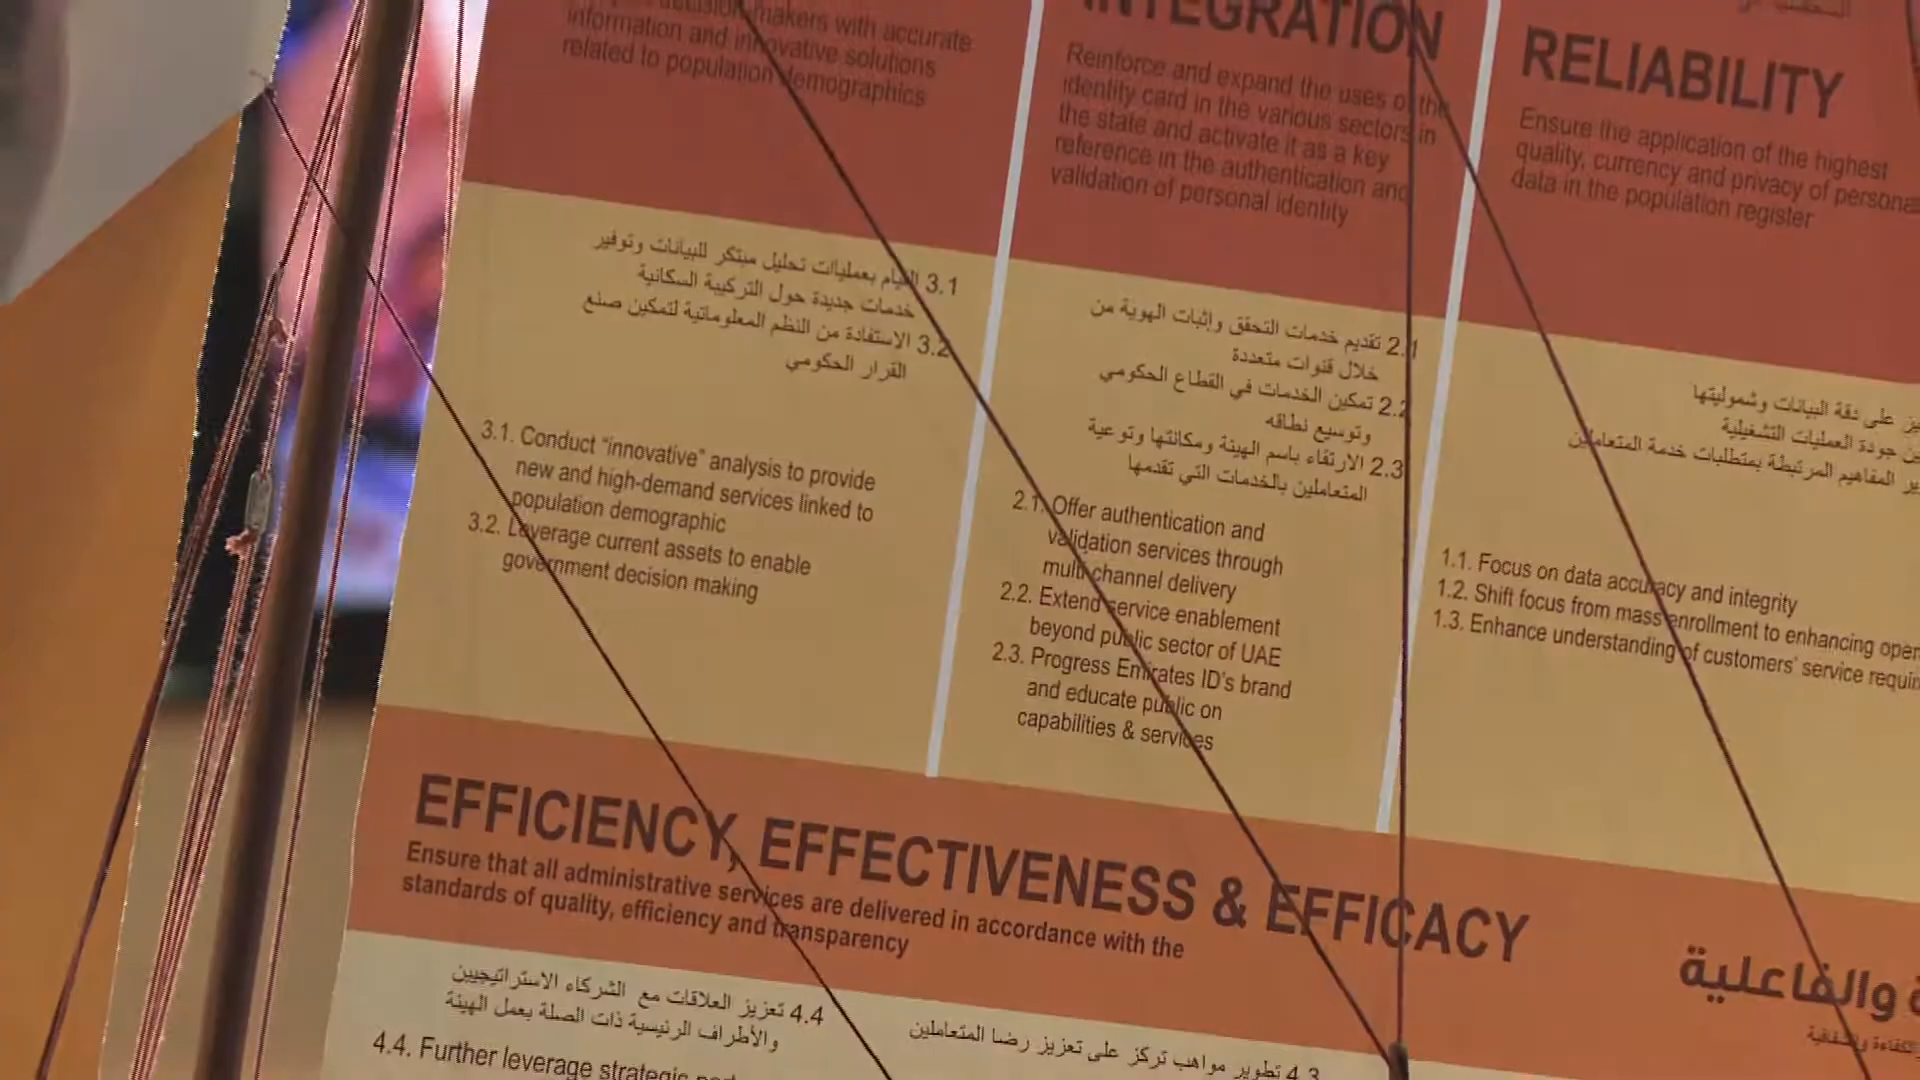 makers with accurate
information and innovative solutions
related to population demographics
3.1 القيام بعمليات تحليل مبتكر للبيانات وتوفير
خدمات جديدة حول التركيبة السكانية
3.2 الاستفادة من النظم المعلوماتية لتمكين صنع
القرار الحكومي
3.1. Conduct “innovative” analysis to provide
new and high-demand services linked to
population demographic
3.2. Leverage current assets to enable
government decision making
INTEGRATION
Reinforce and expand the uses of the
identity card in the various sectors in
the state and activate it as a key
reference in the authentication and
validation of personal identity
2.1 تقديم خدمات التحقق وإثبات الهوية من
خلال قنوات متعددة
2.2 تمكين الخدمات في القطاع الحكومي
وتوسيع نطاقه
2.3 الارتقاء باسم الهيئة ومكانتها وتوعية
المتعاملين بالخدمات التي تقدمها
2.1. Offer authentication and
validation services through
multi-channel delivery
2.2. Extend service enablement
beyond public sector of UAE
2.3. Progress Emirates ID’s brand
and educate public on
capabilities & services
RELIABILITY
Ensure the application of the highest
quality, currency and privacy of persona
data in the population register
على دقة البيانات وشموليتها
جودة العمليات التشغيلية
المفاهيم المرتبطة بمتطلبات خدمة المتعاملين
1.1. Focus on data accuracy and integrity
1.2. Shift focus from mass enrollment to enhancing oper
1.3. Enhance understanding of customers’ service requi
EFFICIENCY, EFFECTIVENESS & EFFICACY
Ensure that all administrative services are delivered in accordance with the
standards of quality, efficiency and transparency
والفاعلية
4.4 تعزيز العلاقات مع الشركاء الاستراتيجيين
والأطراف الرئيسية ذات الصلة بعمل الهيئة
4.4. Further leverage strategic
4.3 تطوير مواهب تركز على تعزيز رضا المتعاملين